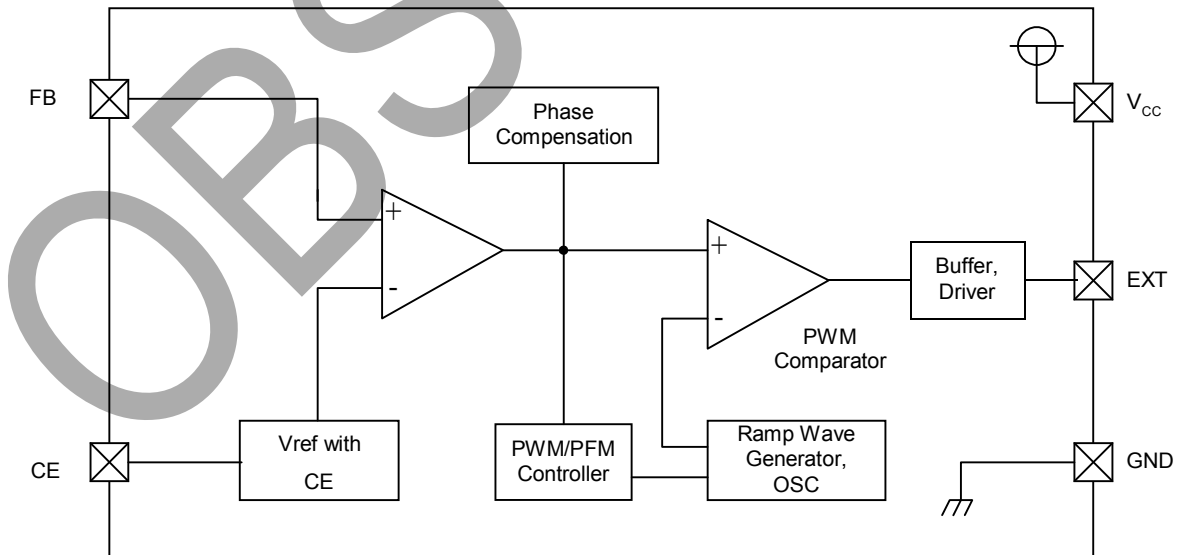 OBS
FB
Phase
Compensation
V_CC
+
-
+
-
Buffer,
Driver
EXT
PWM
Comparator
CE
Vref with
CE
PWM/PFM
Controller
Ramp Wave
Generator,
OSC
GND